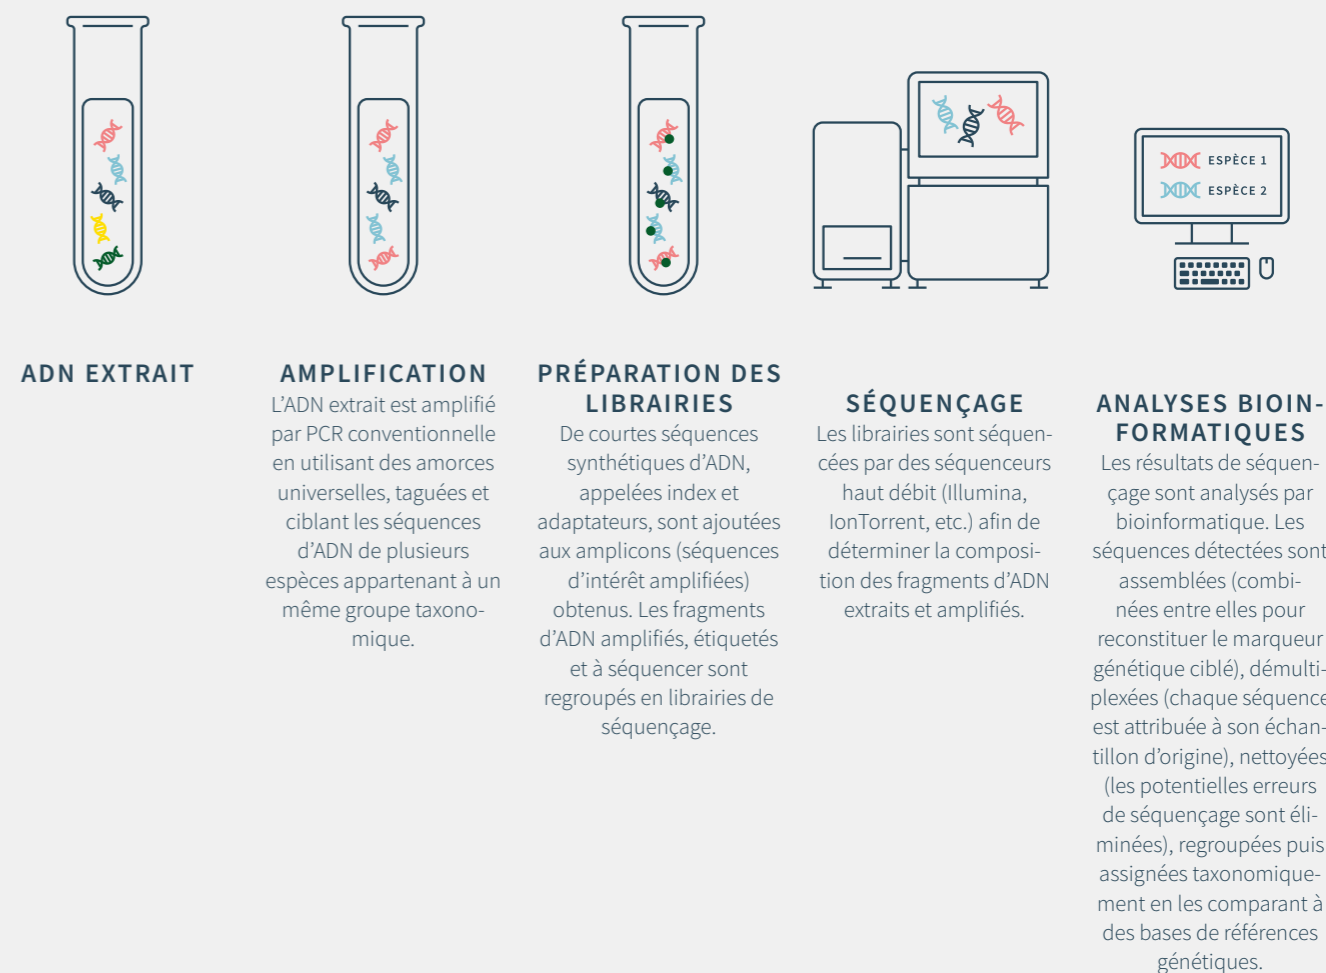 ESPÈCE 1
ESPÈCE 2
ADN EXTRAIT
AMPLIFICATION
L’ADN extrait est amplifié
par PCR conventionnelle
en utilisant des amorces
universelles, taguées et
ciblant les séquences
d’ADN de plusieurs
espèces appartenant à un
même groupe taxono-
mique.
PRÉPARATION DES
LIBRAIRIES
De courtes séquences
synthétiques d’ADN,
appelées index et
adaptateurs, sont ajoutées
aux amplicons (séquences
d’intérêt amplifiées)
obtenus. Les fragments
d’ADN amplifiés, étiquetés
et à séquencer sont
regroupés en librairies de
séquençage.
SÉQUENÇAGE
Les librairies sont séquen-
cées par des séquenceurs
haut débit (Illumina,
IonTorrent, etc.) afin de
déterminer la composi-
tion des fragments d’ADN
extraits et amplifiés.
ANALYSES BIOIN-
FORMATIQUES
Les résultats de séquen-
çage sont analysés par
bioinformatique. Les
séquences détectées sont
assemblées (combi-
nées entre elles pour
reconstituer le marqueur
génétique ciblé), démulti-
plexées (chaque séquence
est attribuée à son échan-
tillon d’origine), nettoyées
(les potentielles erreurs
de séquençage sont éli-
minées), regroupées puis
assignées taxonomique-
ment en les comparant à
des bases de références
génétiques.